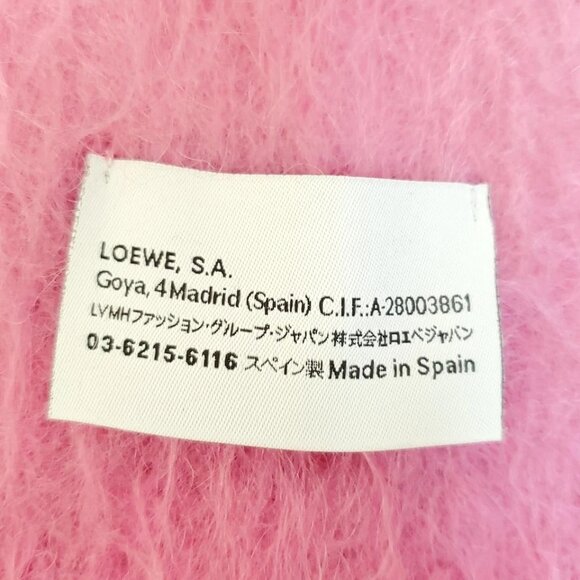 LOEWE, S.A.
Goya, 4 Madrid (Spain) C.I.F.:A-28003861
LVMHファッション・グループ・ジャパン株式会社ロエベジャパン
03-6215-6116 スペイン製 Made in Spain